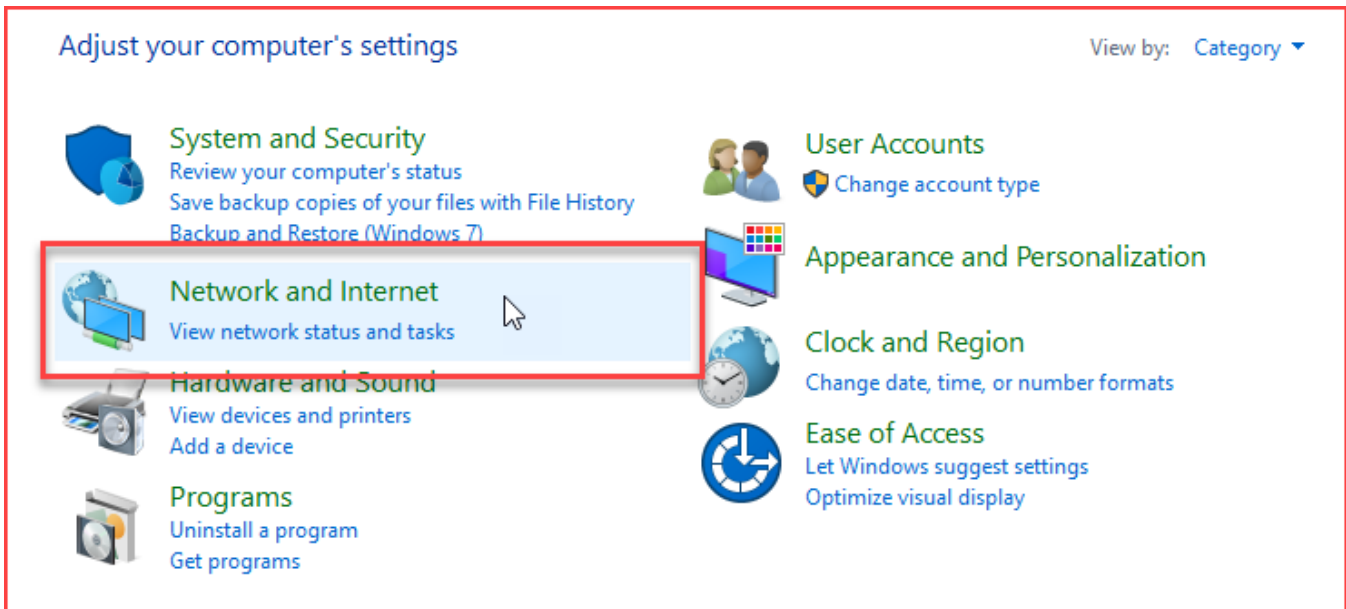 Adjust your computer's settings
View by: Category
System and Security
Review your computer's status
Save backup copies of your files with File History
Backup and Restore (Windows 7)
Network and Internet
View network status and tasks
Hardware and Sound
View devices and printers
Add a device
Programs
Uninstall a program
Get programs
User Accounts
Change account type
Appearance and Personalization
Clock and Region
Change date, time, or number formats
Ease of Access
Let Windows suggest settings
Optimize visual display